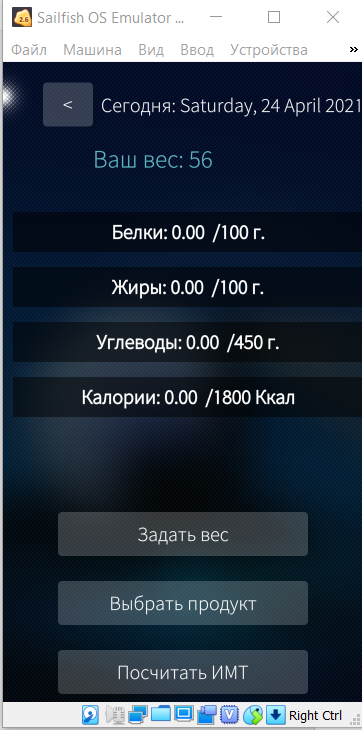 Sailfish OS Emulator ...
Файл Машина Вид Ввод Устройства »
< Сегодня: Saturday, 24 April 2021
Ваш вес: 56
Белки: 0.00 /100 г.
Жиры: 0.00 /100 г.
Углеводы: 0.00 /450 г.
Калории: 0.00 /1800 Ккал
Задать вес
Выбрать продукт
Посчитать ИМТ
Right Ctrl